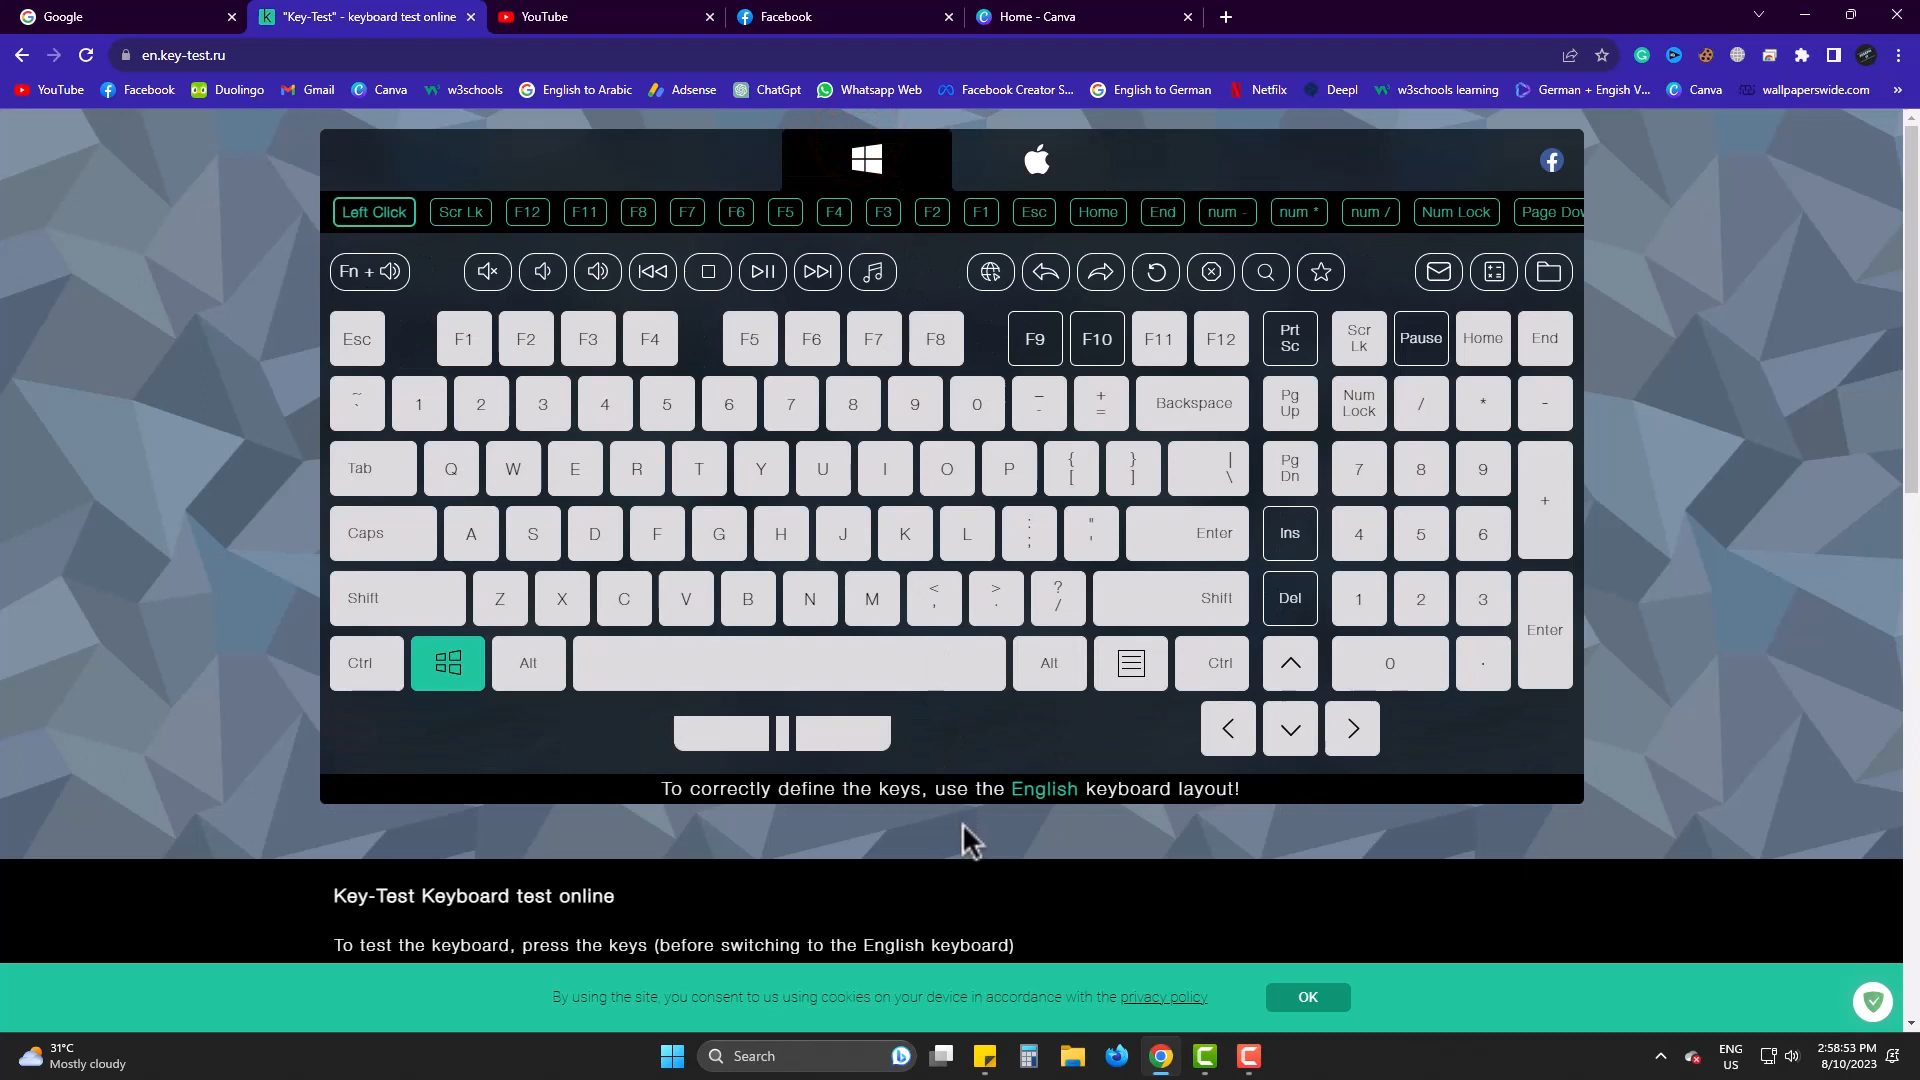 Google
"Key-Test" - keyboard test online
YouTube
Facebook
Home - Canva
en.key-test.ru
YouTube Facebook Duolingo Gmail Canva w3schools English to Arabic Adsense ChatGpt Whatsapp Web Facebook Creator S... English to German Netfilx Deepl w3schools learning German + Engish V... Canva wallpaperswide.com
Left Click Scr Lk F12 F11 F8 F7 F6 F5 F4 F3 F2 F1 Esc Home End num - num * num / Num Lock Page Dow
Fn +
Esc F1 F2 F3 F4 F5 F6 F7 F8 F9 F10 F11 F12 Prt Sc Scr Lk Pause Home End
~ ` 1 2 3 4 5 6 7 8 9 0 _ - + = Backspace Pg Up Num Lock / * -
Tab Q W E R T Y U I O P { [ } ] | \ Pg Dn 7 8 9 +
Caps A S D F G H J K L : ; " ' Enter Ins 4 5 6
Shift Z X C V B N M < , > . ? / Shift Del 1 2 3 Enter
Ctrl Alt Alt Ctrl 0 .
To correctly define the keys, use the English keyboard layout!
Key-Test Keyboard test online
To test the keyboard, press the keys (before switching to the English keyboard)
By using the site, you consent to us using cookies on your device in accordance with the privacy policy
OK
31°C
Mostly cloudy
Search
ENG
US
2:58:53 PM
8/10/2023